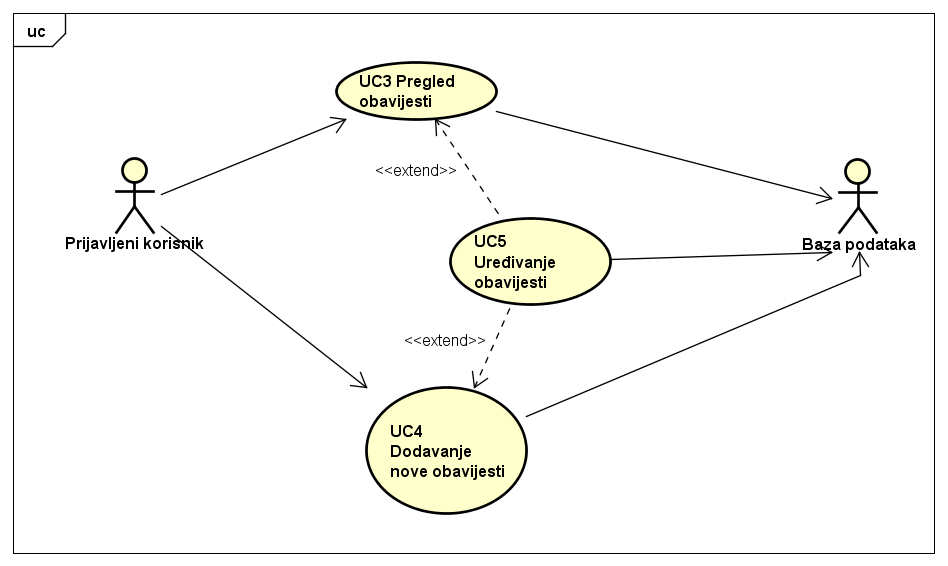 uc
UC3 Pregled
obavijesti
<<extend>>
Prijavljeni korisnik
UC5
Uređivanje
obavijesti
Baza podataka
<<extend>>
UC4
Dodavanje
nove obavijesti